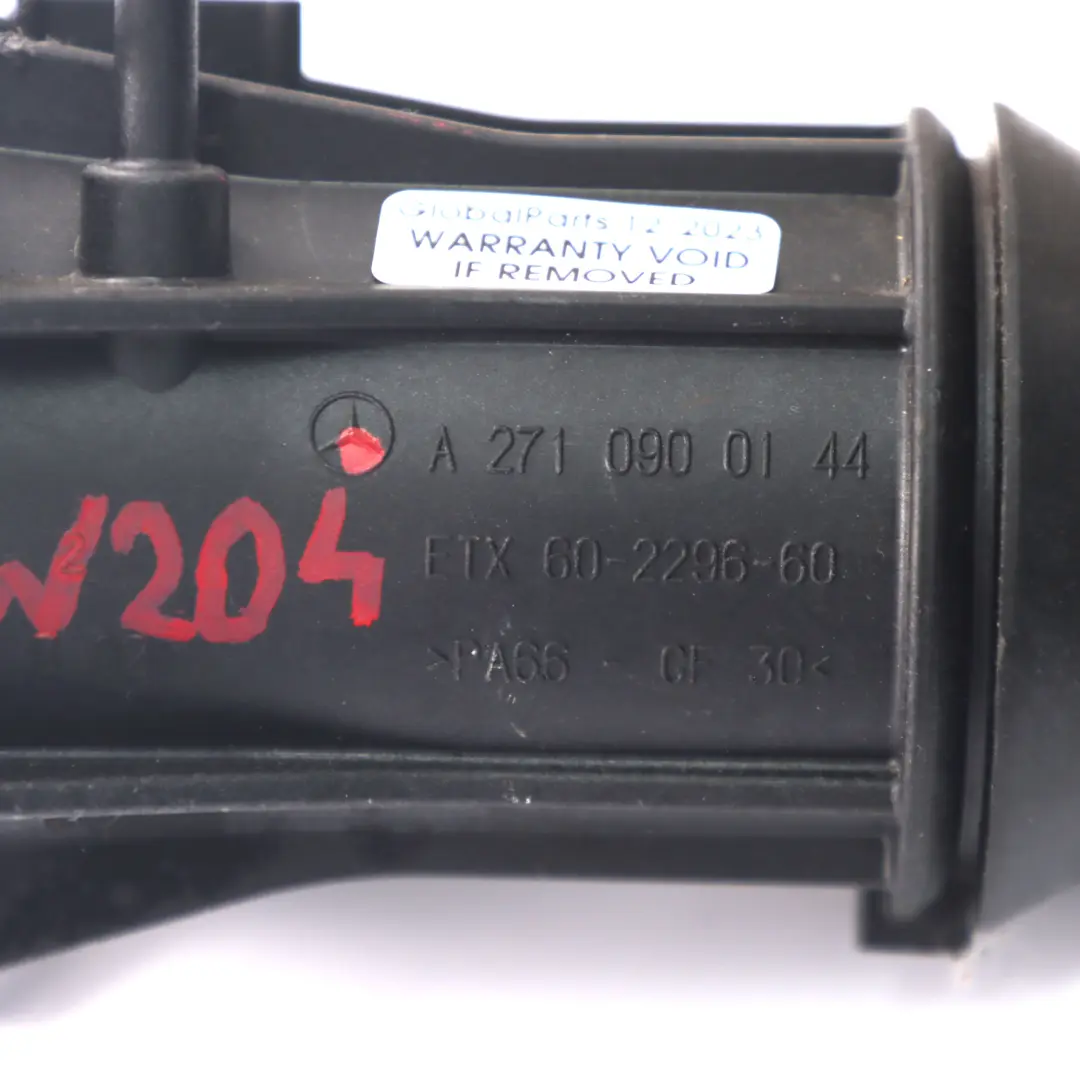 GlobalParts 12 2023
WARRANTY VOID
IF REMOVED
A 271 090 01 44
W204
2
ETX 60-2296-60
>PA66 - GF 30<